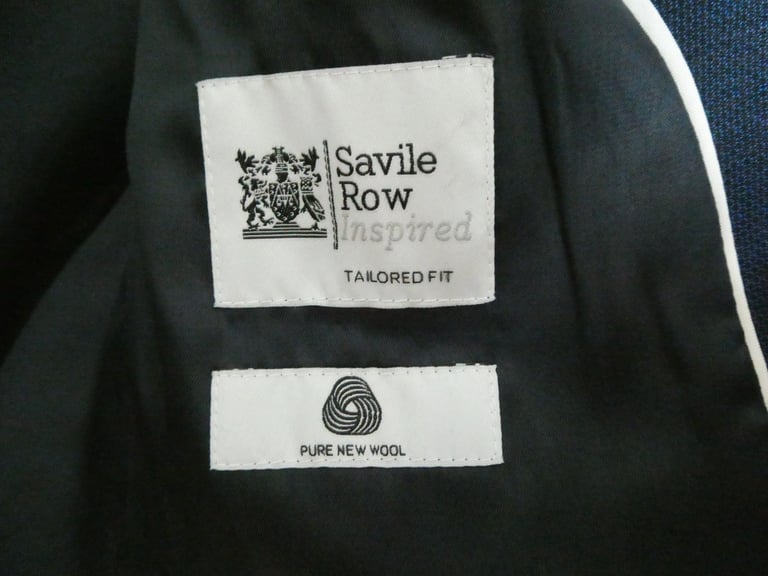 Savile
Row
Inspired
TAILORED FIT
PURE NEW WOOL